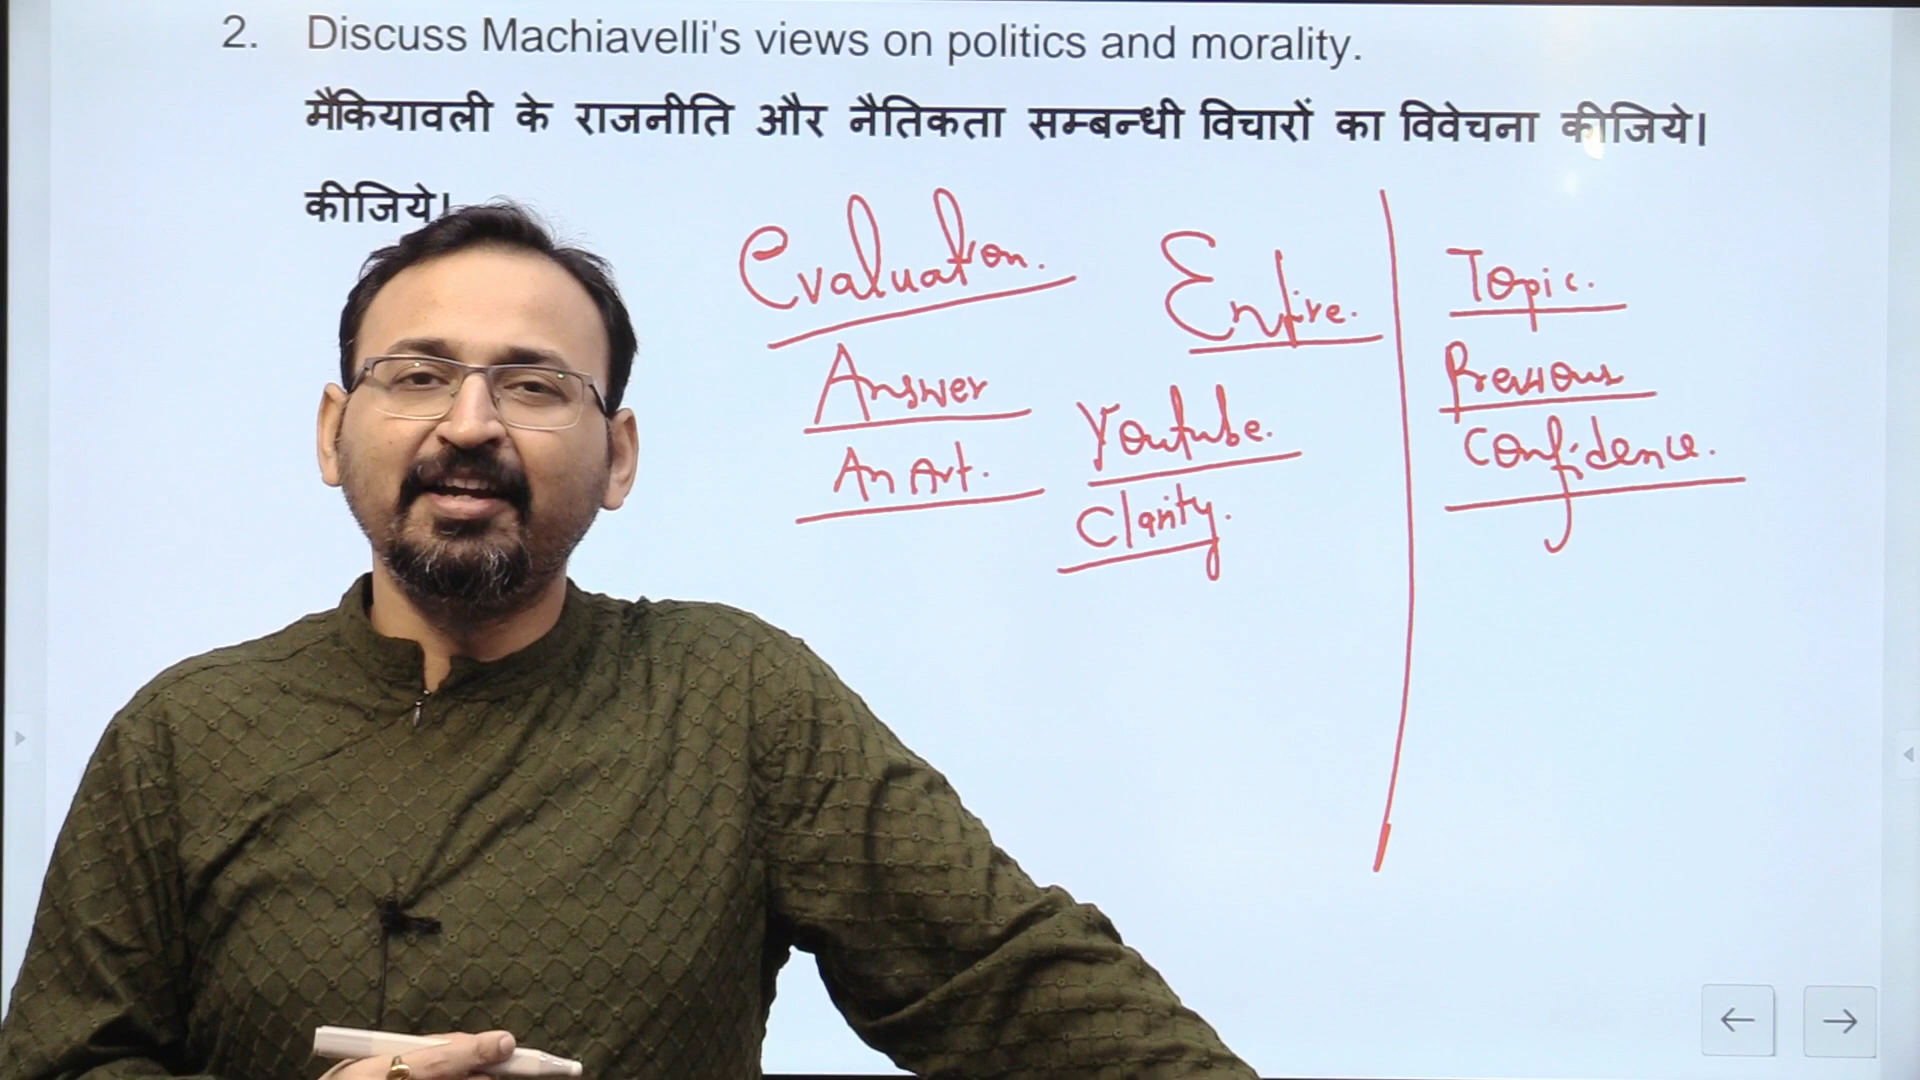 2. Discuss Machiavelli's views on politics and morality.
मैकियावली के राजनीति और नैतिकता सम्बन्धी विचारों का विवेचना कीजिये।
कीजिये।
Evaluation.
Answer
An Art.
Entire.
Youtube.
Clarity.
Topic.
Previous
Confidence.